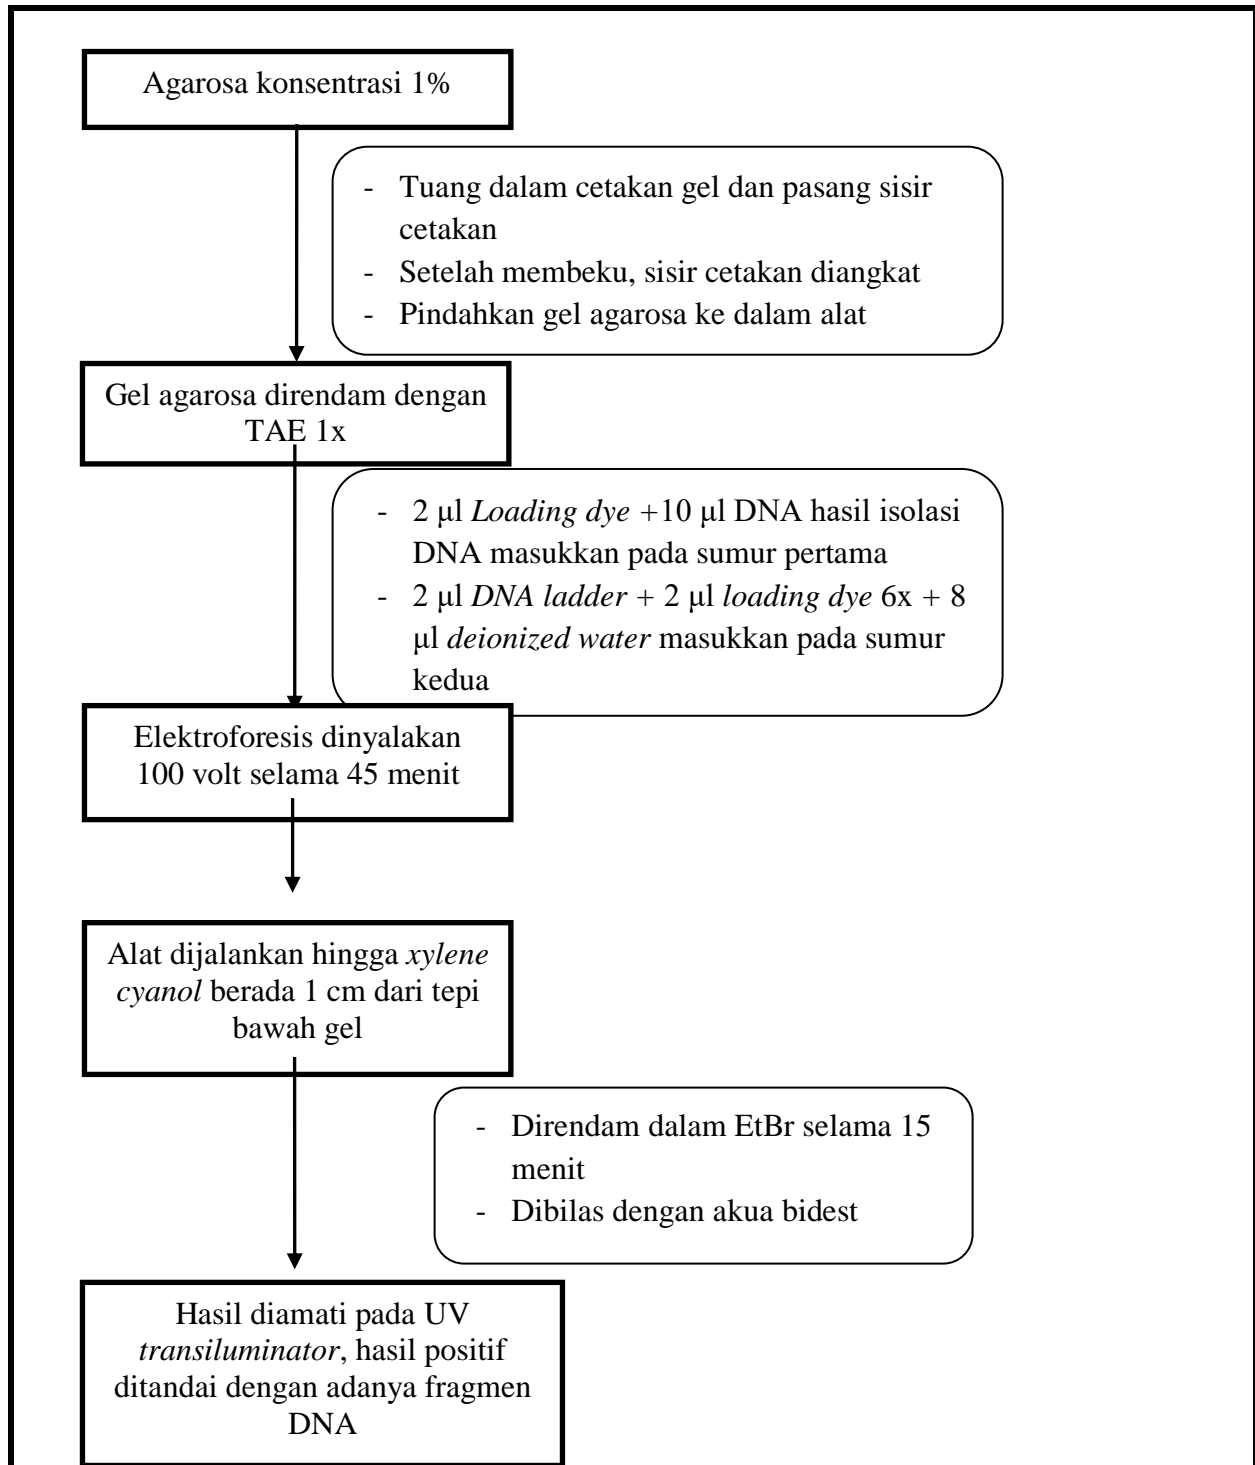 Agarosa konsentrasi 1%
- Tuang dalam cetakan gel dan pasang sisir
cetakan
- Setelah membeku, sisir cetakan diangkat
- Pindahkan gel agarosa ke dalam alat
Gel agarosa direndam dengan
TAE 1x
- 2 µl Loading dye +10 µl DNA hasil isolasi
DNA masukkan pada sumur pertama
- 2 µl DNA ladder + 2 µl loading dye 6x + 8
µl deionized water masukkan pada sumur
kedua
Elektroforesis dinyalakan
100 volt selama 45 menit
Alat dijalankan hingga xylene
cyanol berada 1 cm dari tepi
bawah gel
- Direndam dalam EtBr selama 15
menit
- Dibilas dengan akua bidest
Hasil diamati pada UV
transiluminator, hasil positif
ditandai dengan adanya fragmen
DNA